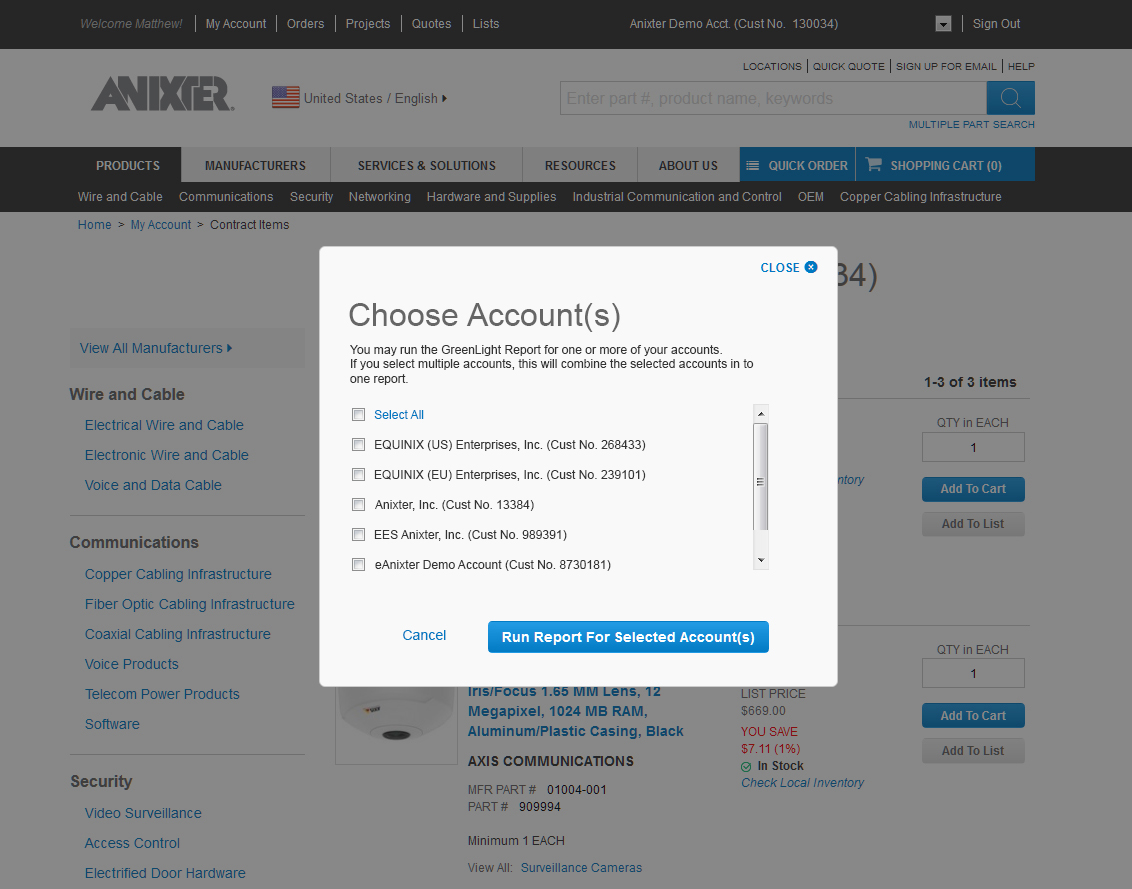 Welcome Matthew! My Account Orders Projects Quotes Lists Anixter Demo Acct. (Cust No. 130034) Sign Out
LOCATIONS QUICK QUOTE SIGN UP FOR EMAIL HELP
ANIXTER
United States / English
Enter part #, product name, keywords
MULTIPLE PART SEARCH
PRODUCTS MANUFACTURERS SERVICES & SOLUTIONS RESOURCES ABOUT US QUICK ORDER SHOPPING CART (0)
Wire and Cable Communications Security Networking Hardware and Supplies Industrial Communication and Control OEM Copper Cabling Infrastructure
Home > My Account > Contract Items
CLOSE
34)
Choose Account(s)
You may run the GreenLight Report for one or more of your accounts.
If you select multiple accounts, this will combine the selected accounts in to
one report.
Select All
EQUINIX (US) Enterprises, Inc. (Cust No. 268433)
EQUINIX (EU) Enterprises, Inc. (Cust No. 239101)
Anixter, Inc. (Cust No. 13384)
EES Anixter, Inc. (Cust No. 989391)
eAnixter Demo Account (Cust No. 8730181)
Cancel
Run Report For Selected Account(s)
View All Manufacturers
Wire and Cable
Electrical Wire and Cable
Electronic Wire and Cable
Voice and Data Cable
Communications
Copper Cabling Infrastructure
Fiber Optic Cabling Infrastructure
Coaxial Cabling Infrastructure
Voice Products
Telecom Power Products
Software
Security
Video Surveillance
Access Control
Electrified Door Hardware
1-3 of 3 items
QTY in EACH
1
ntory
Add To Cart
Add To List
Iris/Focus 1.65 MM Lens, 12
Megapixel, 1024 MB RAM,
Aluminum/Plastic Casing, Black
AXIS COMMUNICATIONS
MFR PART # 01004-001
PART # 909994
Minimum 1 EACH
View All: Surveillance Cameras
LIST PRICE
$669.00
YOU SAVE
$7.11 (1%)
In Stock
Check Local Inventory
QTY in EACH
1
Add To Cart
Add To List